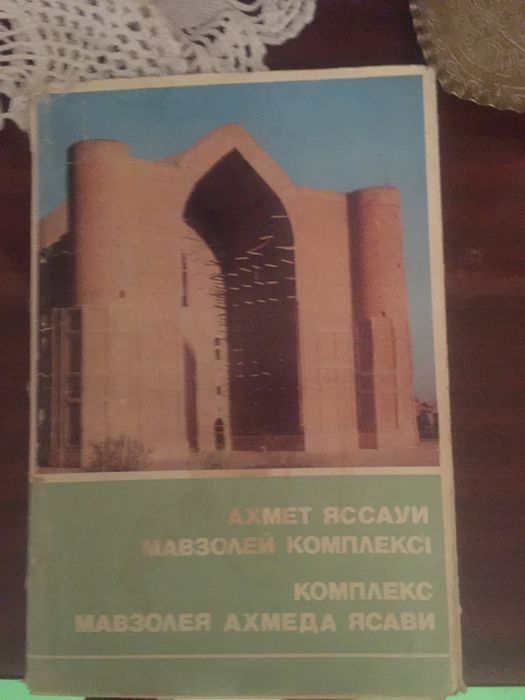 АХМЕТ ЯССАУИ
МАВЗОЛЕЙ КОМПЛЕКСІ
КОМПЛЕКС
МАВЗОЛЕЯ АХМЕДА ЯСАВИ